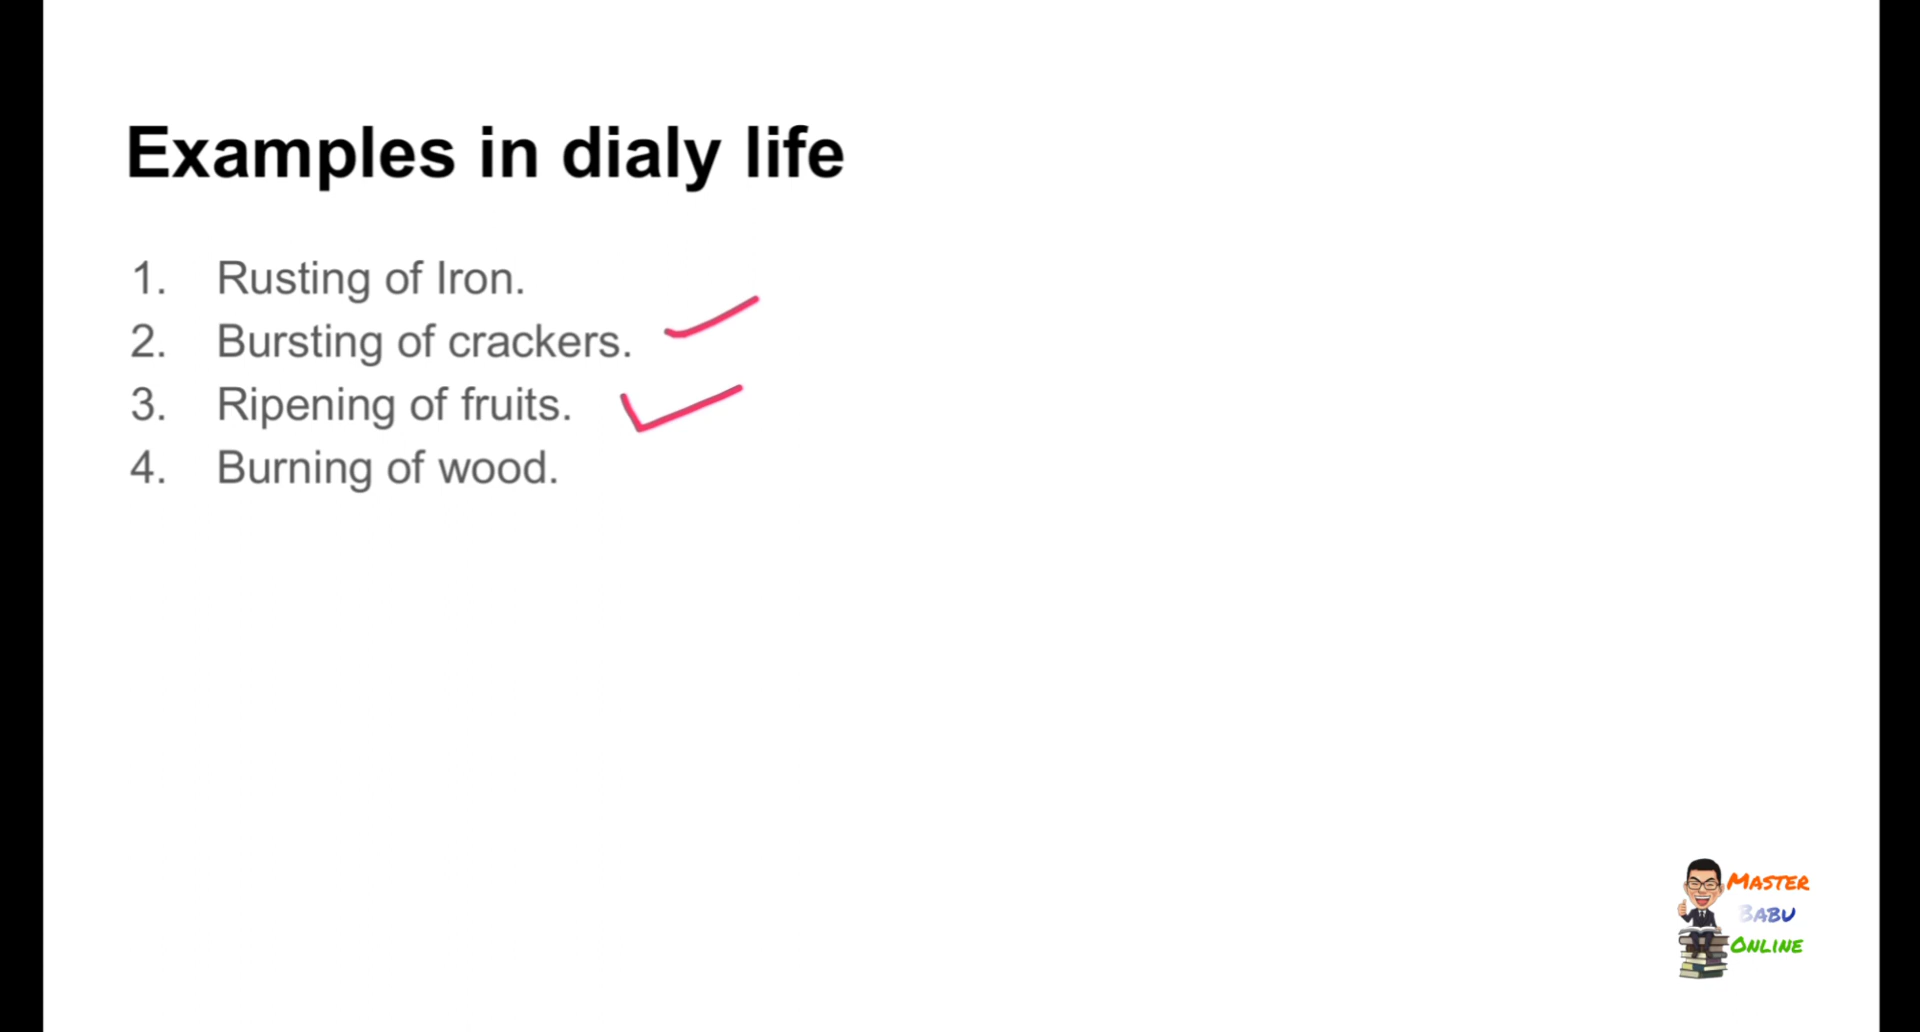 Examples in dialy life
1. Rusting of Iron.
2. Bursting of crackers.
3. Ripening of fruits.
4. Burning of wood.
MASTER
BABU
ONLINE